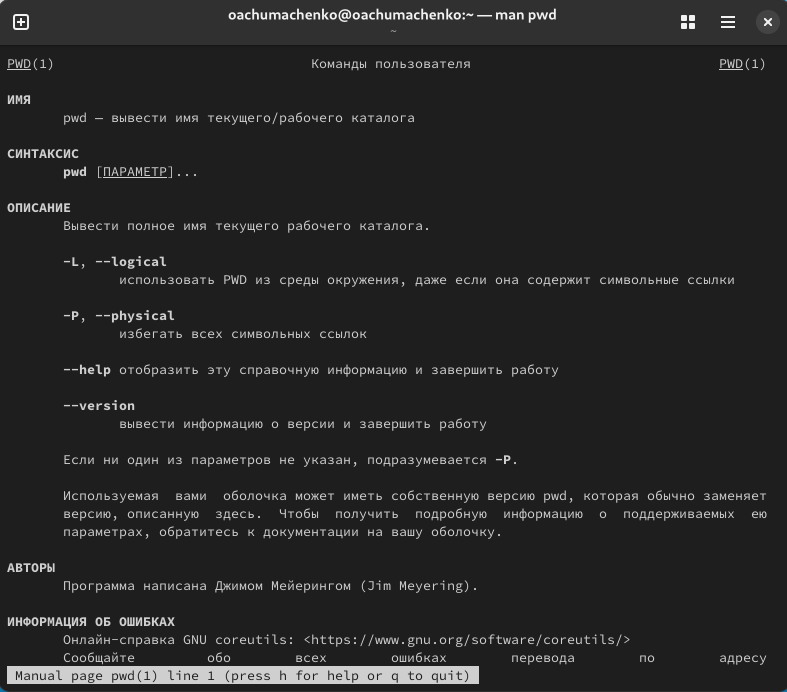 oachumachenko@oachumachenko:~ — man pwd
~
PWD(1) Команды пользователя PWD(1)
ИМЯ
pwd – вывести имя текущего/рабочего каталога
СИНТАКСИС
pwd [ПАРАМЕТР]...
ОПИСАНИЕ
Вывести полное имя текущего рабочего каталога.
-L, --logical
использовать PWD из среды окружения, даже если она содержит символьные ссылки
-P, --physical
избегать всех символьных ссылок
--help отобразить эту справочную информацию и завершить работу
--version
вывести информацию о версии и завершить работу
Если ни один из параметров не указан, подразумевается -P.
Используемая вами оболочка может иметь собственную версию pwd, которая обычно заменяет
версию, описанную здесь. Чтобы получить подробную информацию о поддерживаемых ею
параметрах, обратитесь к документации на вашу оболочку.
АВТОРЫ
Программа написана Джимом Мейерингом (Jim Meyering).
ИНФОРМАЦИЯ ОБ ОШИБКАХ
Онлайн-справка GNU coreutils: <https://www.gnu.org/software/coreutils/>
Сообщайте обо всех ошибках перевода по адресу
Manual page pwd(1) line 1 (press h for help or q to quit)